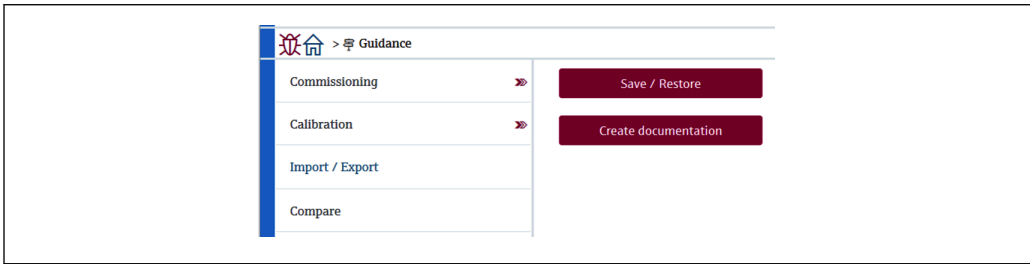 > Guidance
Commissioning
Calibration
Import / Export
Compare
Save / Restore
Create documentation